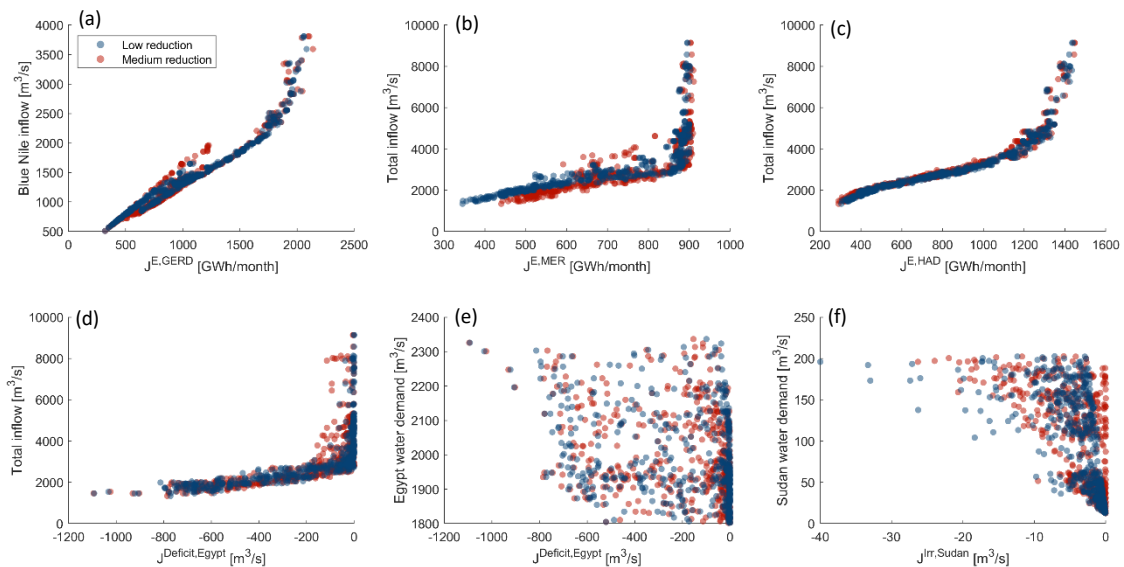 (a)
4000
3500
3000
2500
2000
1500
1000
500
Blue Nile inflow [m³/s]
Low reduction
Medium reduction
0 500 1000 1500 2000 2500
J^E,GERD [GWh/month]
(b)
10000
8000
6000
4000
2000
0
Total inflow [m³/s]
300 400 500 600 700 800 900 1000
J^E,MER [GWh/month]
(c)
10000
8000
6000
4000
2000
0
Total inflow [m³/s]
200 400 600 800 1000 1200 1400 1600
J^E,HAD [GWh/month]
(d)
10000
8000
6000
4000
2000
0
Total inflow [m³/s]
-1200 -1000 -800 -600 -400 -200 0
J^Deficit,Egypt [m³/s]
(e)
2400
2300
2200
2100
2000
1900
1800
Egypt water demand [m³/s]
-1200 -1000 -800 -600 -400 -200 0
J^Deficit,Egypt [m³/s]
(f)
250
200
150
100
50
0
Sudan water demand [m³/s]
-40 -30 -20 -10 0
J^Irr,Sudan [m³/s]